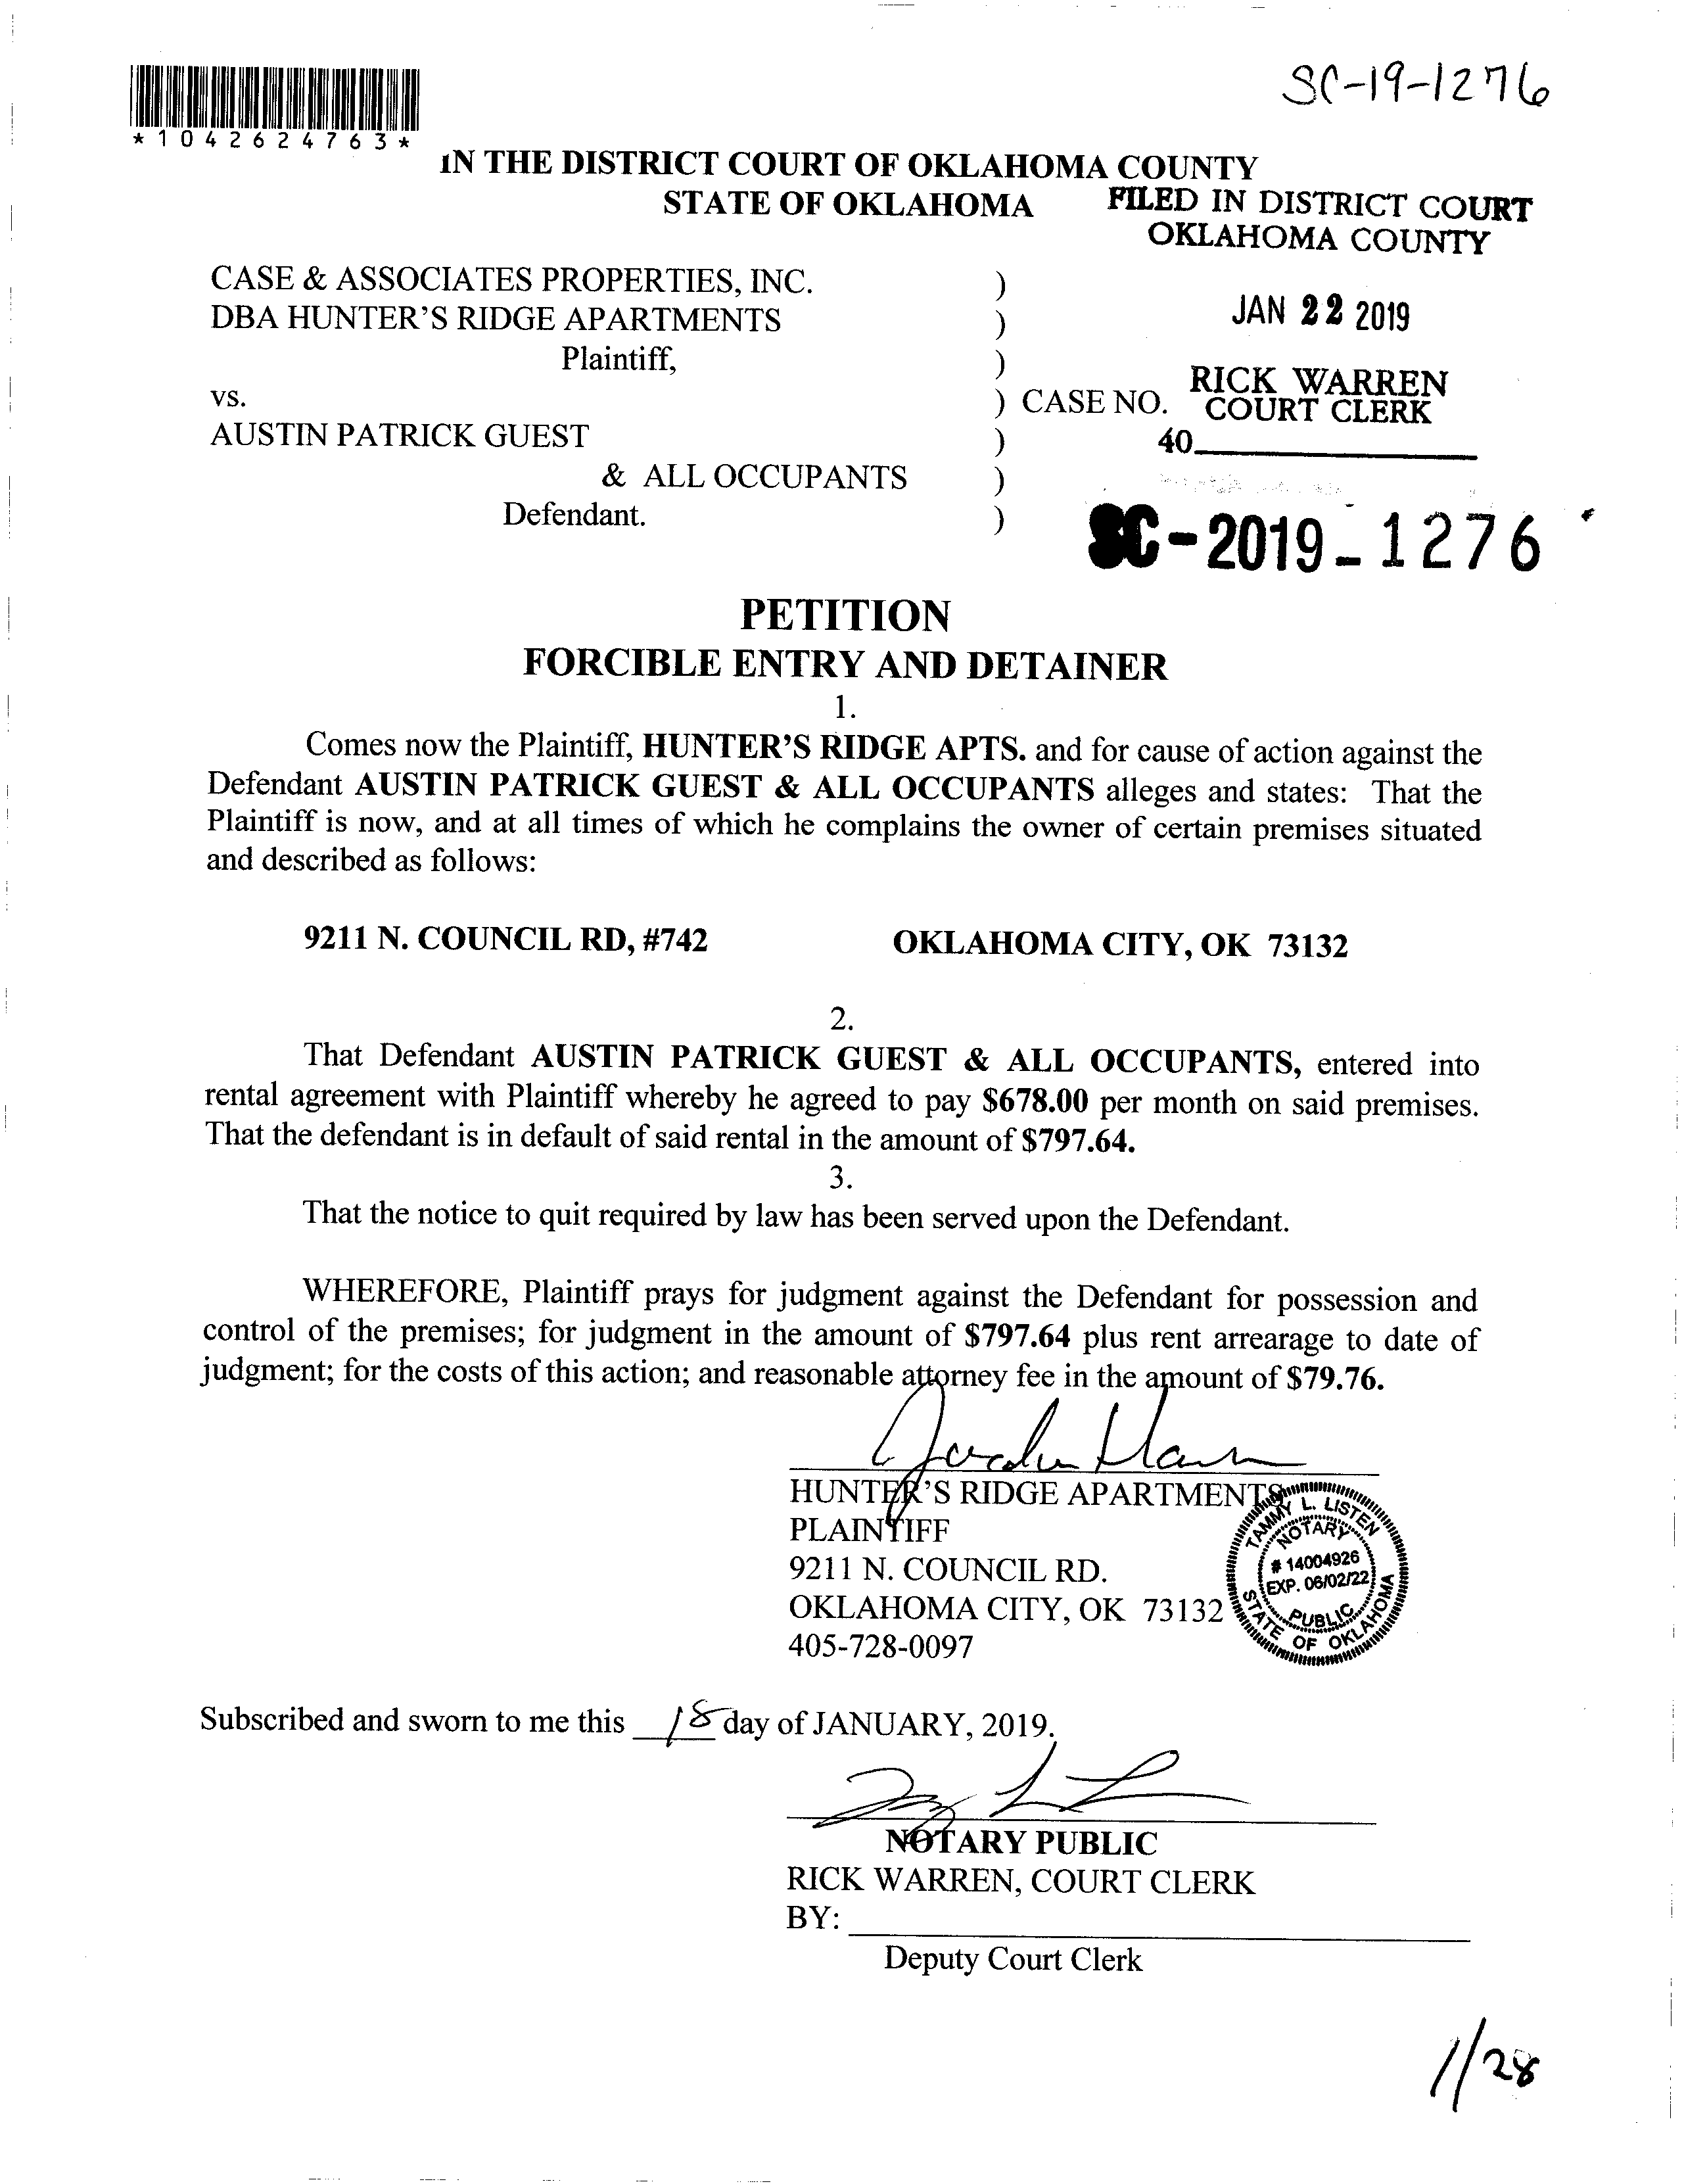 SC-19-1276
*1042624763*
IN THE DISTRICT COURT OF OKLAHOMA COUNTY
STATE OF OKLAHOMA
FILED IN DISTRICT COURT
OKLAHOMA COUNTY
JAN 22 2019
RICK WARREN
COURT CLERK
40
CASE & ASSOCIATES PROPERTIES, INC. )
DBA HUNTER'S RIDGE APARTMENTS )
Plaintiff, )
vs. ) CASE NO.
AUSTIN PATRICK GUEST )
& ALL OCCUPANTS )
Defendant. )
SC-2019-1276
PETITION
FORCIBLE ENTRY AND DETAINER
1.
Comes now the Plaintiff, HUNTER'S RIDGE APTS. and for cause of action against the
Defendant AUSTIN PATRICK GUEST & ALL OCCUPANTS alleges and states: That the
Plaintiff is now, and at all times of which he complains the owner of certain premises situated
and described as follows:
9211 N. COUNCIL RD, #742 OKLAHOMA CITY, OK 73132
2.
That Defendant AUSTIN PATRICK GUEST & ALL OCCUPANTS, entered into
rental agreement with Plaintiff whereby he agreed to pay $678.00 per month on said premises.
That the defendant is in default of said rental in the amount of $797.64.
3.
That the notice to quit required by law has been served upon the Defendant.
WHEREFORE, Plaintiff prays for judgment against the Defendant for possession and
control of the premises; for judgment in the amount of $797.64 plus rent arrearage to date of
judgment; for the costs of this action; and reasonable attorney fee in the amount of $79.76.
HUNTER'S RIDGE APARTMENTS
PLAINTIFF
9211 N. COUNCIL RD.
OKLAHOMA CITY, OK 73132
405-728-0097
TAMMY L. LISTEN
NOTARY
# 14004926
EXP. 06/02/22
PUBLIC
STATE OF OKLAHOMA
Subscribed and sworn to me this 18 day of JANUARY, 2019.
NOTARY PUBLIC
RICK WARREN, COURT CLERK
BY:
Deputy Court Clerk
1/28